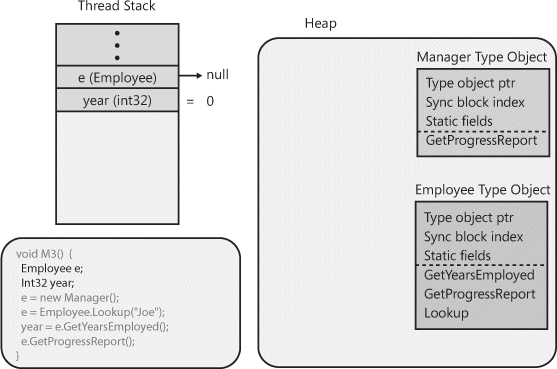 Thread Stack
e (Employee)
null
year (int32)
= 0
void M3() {
Employee e;
Int32 year;
e = new Manager();
e = Employee.Lookup("Joe");
year = e.GetYearsEmployed();
e.GetProgressReport();
}
Heap
Manager Type Object
Type object ptr
Sync block index
Static fields
GetProgressReport
Employee Type Object
Type object ptr
Sync block index
Static fields
GetYearsEmployed
GetProgressReport
Lookup